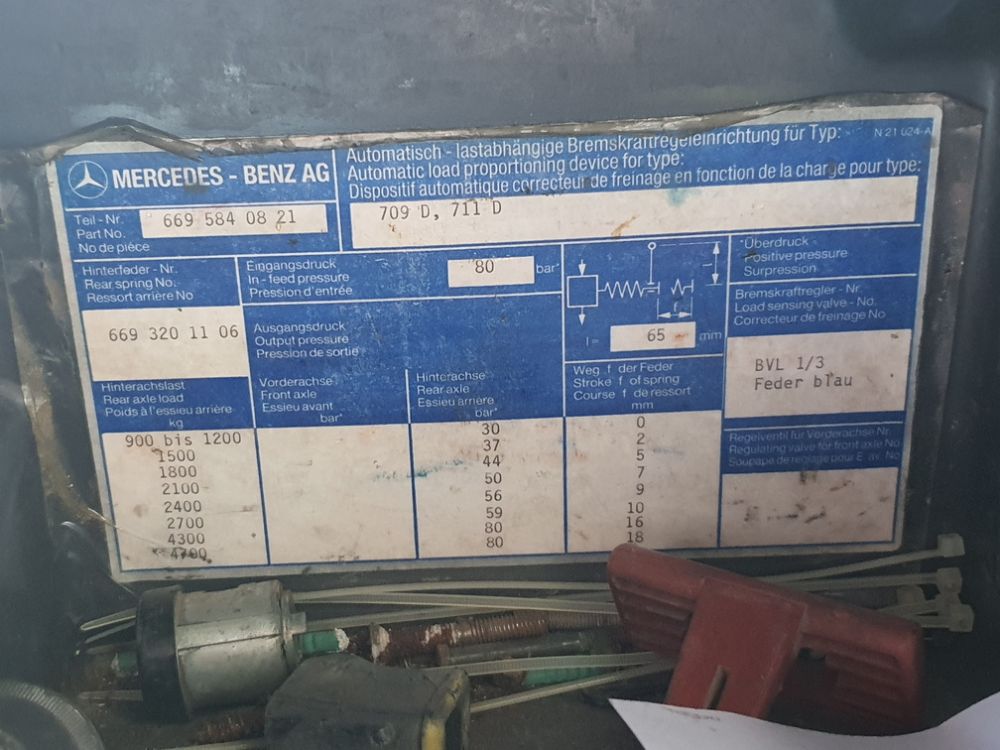 MERCEDES - BENZ AG
Automatisch - lastabhängige Bremskraftregeleinrichtung für Typ:
N 21 024-A
Automatic load proportioning device for type:
Dispositif automatique correcteur de freinage en fonction de la charge pour type:
709 D, 711 D
Teil - Nr.
Part No.
No de pièce
669 584 08 21
Hinterfeder - Nr.
Rear spring No.
Ressort arrière No
669 320 11 06
Eingangsdruck
In - feed pressure
Pression d'entrée
80
bar*
Ausgangsdruck
Output pressure
Pression de sortie
l =
65
mm
*Überdruck
Positive pressure
Surpression
Bremskraftregler - Nr.
Load sensing valve - No.
Correcteur de freinage No
BVL 1/3
Feder blau
Regelventil für Vorderachse Nr.
Regulating valve for front axle No
Soupape de réglage pour E. av. No
Hinterachslast
Rear axle load
Poids à l'essieu arrière
kg
Vorderachse
Front axle
Essieu avant
bar*
Hinterachse
Rear axle
Essieu arrière
bar*
Weg f der Feder
Stroke f of spring
Course f de ressort
mm
900 bis 1200 30 0
1500 37 2
1800 44 5
2100 50 7
2400 56 9
2700 59 10
4300 80 16
4700 80 18